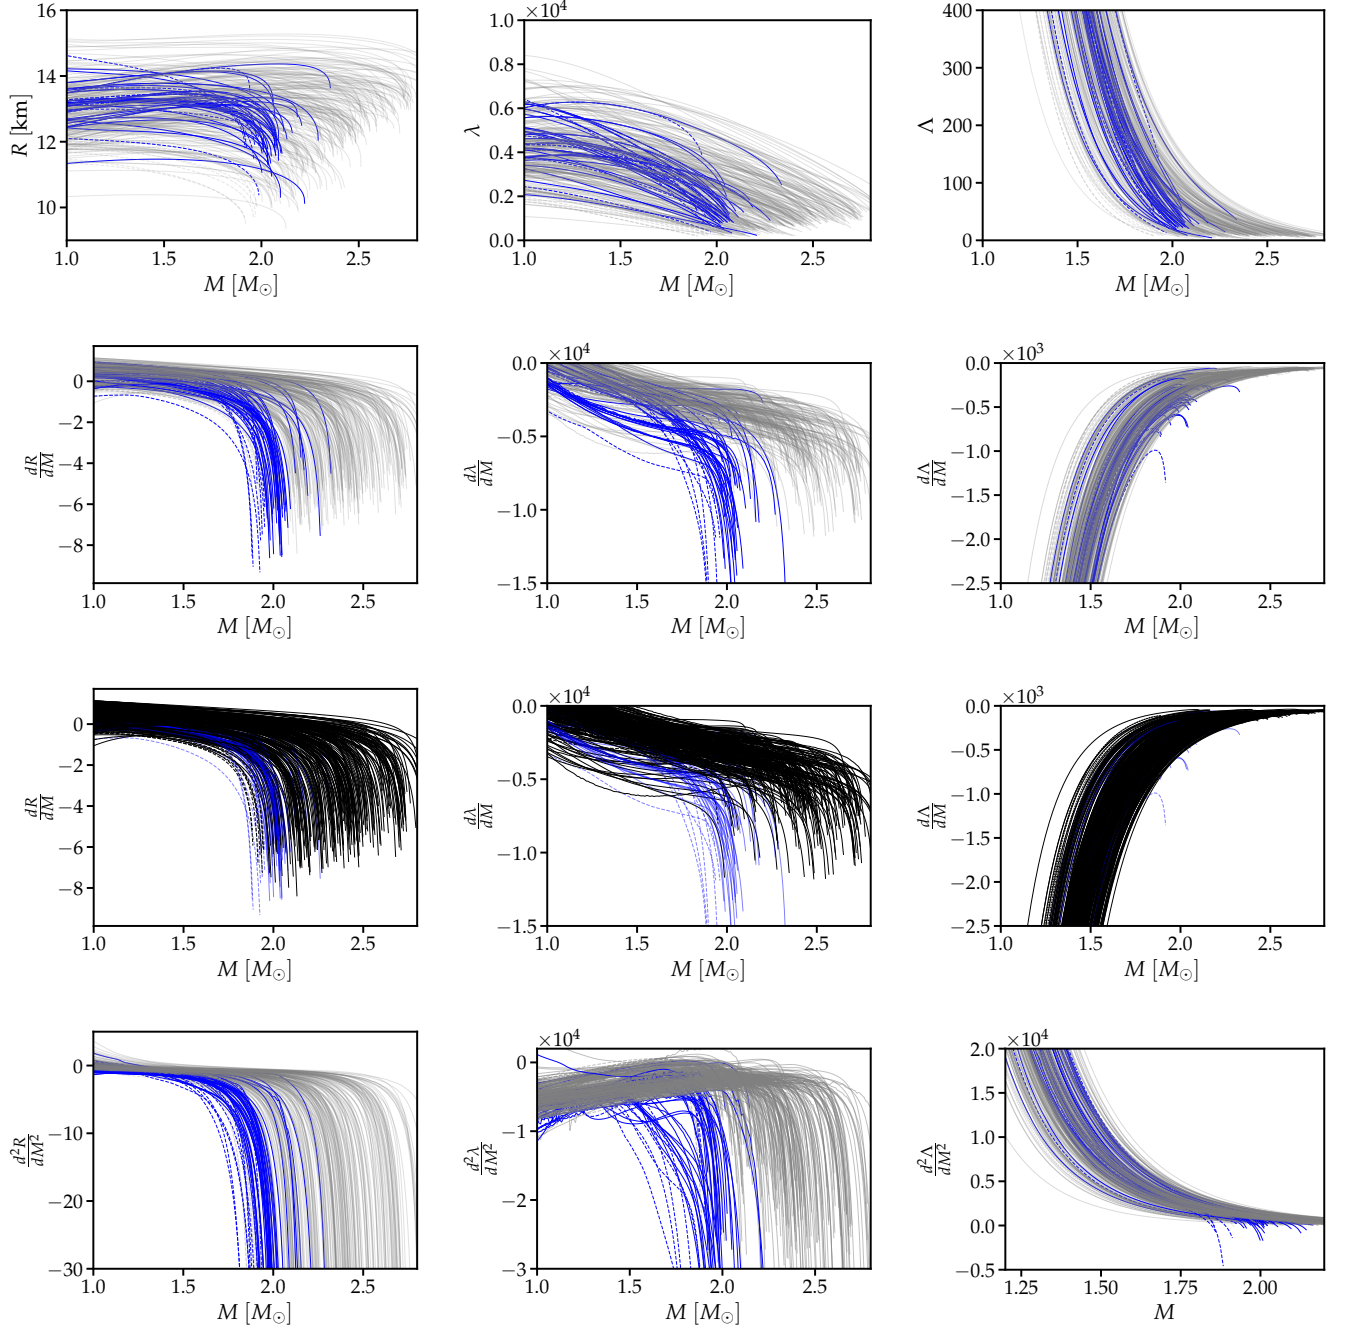 ×10⁴
16
14
12
10
R [km]
1.0 1.5 2.0 2.5
M [M⊙]
1.0
0.8
0.6
0.4
0.2
0.0
λ
1.0 1.5 2.0 2.5
M [M⊙]
400
300
200
100
0
Λ
1.0 1.5 2.0 2.5
M [M⊙]
0
−2
−4
−6
−8
dR/dM
1.0 1.5 2.0 2.5
M [M⊙]
×10⁴
0.0
−0.5
−1.0
−1.5
dλ/dM
1.0 1.5 2.0 2.5
M [M⊙]
×10³
0.0
−0.5
−1.0
−1.5
−2.0
−2.5
dΛ/dM
1.0 1.5 2.0 2.5
M [M⊙]
0
−2
−4
−6
−8
dR/dM
1.0 1.5 2.0 2.5
M [M⊙]
×10⁴
0.0
−0.5
−1.0
−1.5
dλ/dM
1.0 1.5 2.0 2.5
M [M⊙]
×10³
0.0
−0.5
−1.0
−1.5
−2.0
−2.5
dΛ/dM
1.0 1.5 2.0 2.5
M [M⊙]
0
−10
−20
−30
d²R/dM²
1.0 1.5 2.0 2.5
M [M⊙]
×10⁴
0
−1
−2
−3
d²λ/dM²
1.0 1.5 2.0 2.5
M [M⊙]
×10⁴
2.0
1.5
1.0
0.5
0.0
−0.5
d²Λ/dM²
1.25 1.50 1.75 2.00
M